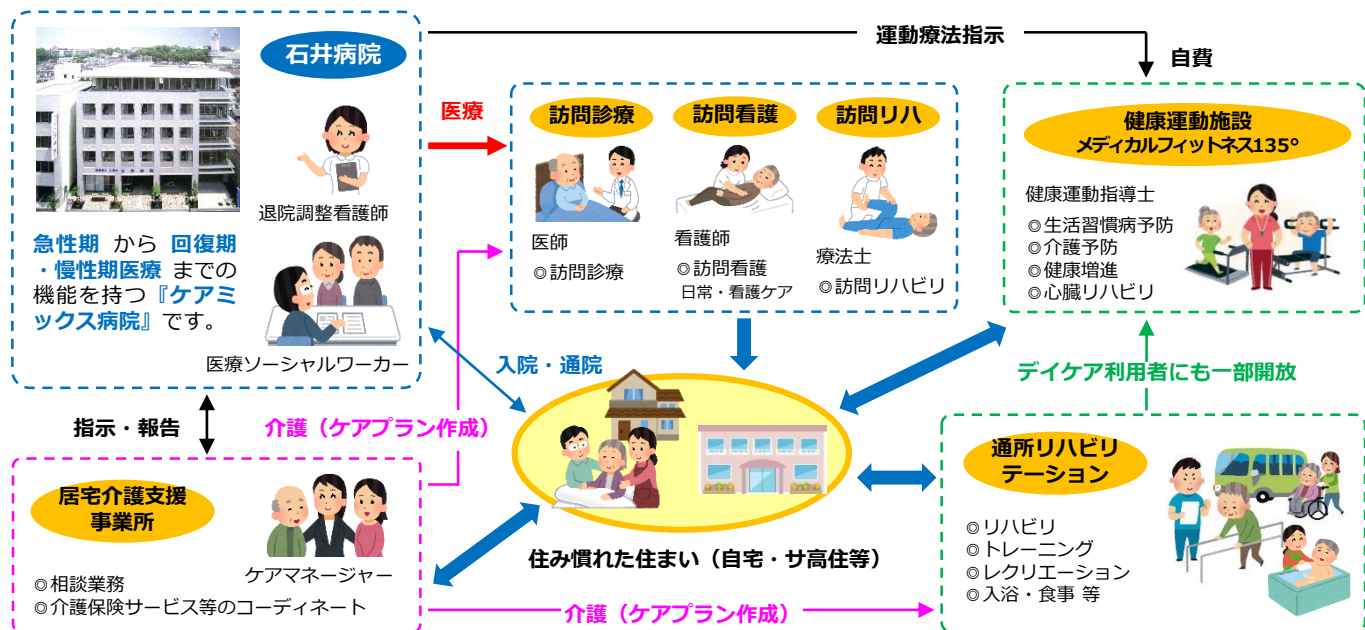 石井病院
退院調整看護師
急性期 から 回復期
・慢性期医療 までの
機能を持つ『ケアミ
ックス病院』です。
医療ソーシャルワーカー
運動療法指示
自費
医療
訪問診療
医師
◎訪問診療
訪問看護
看護師
◎訪問看護
日常・看護ケア
訪問リハ
療法士
◎訪問リハビリ
健康運動施設
メディカルフィットネス135°
健康運動指導士
◎生活習慣病予防
◎介護予防
◎健康増進
◎心臓リハビリ
入院・通院
デイケア利用者にも一部開放
指示・報告
介護（ケアプラン作成）
居宅介護支援
事業所
ケアマネージャー
◎相談業務
◎介護保険サービス等のコーディネート
住み慣れた住まい（自宅・サ高住等）
通所リハビリ
テーション
◎リハビリ
◎トレーニング
◎レクリエーション
◎入浴・食事 等
介護（ケアプラン作成）